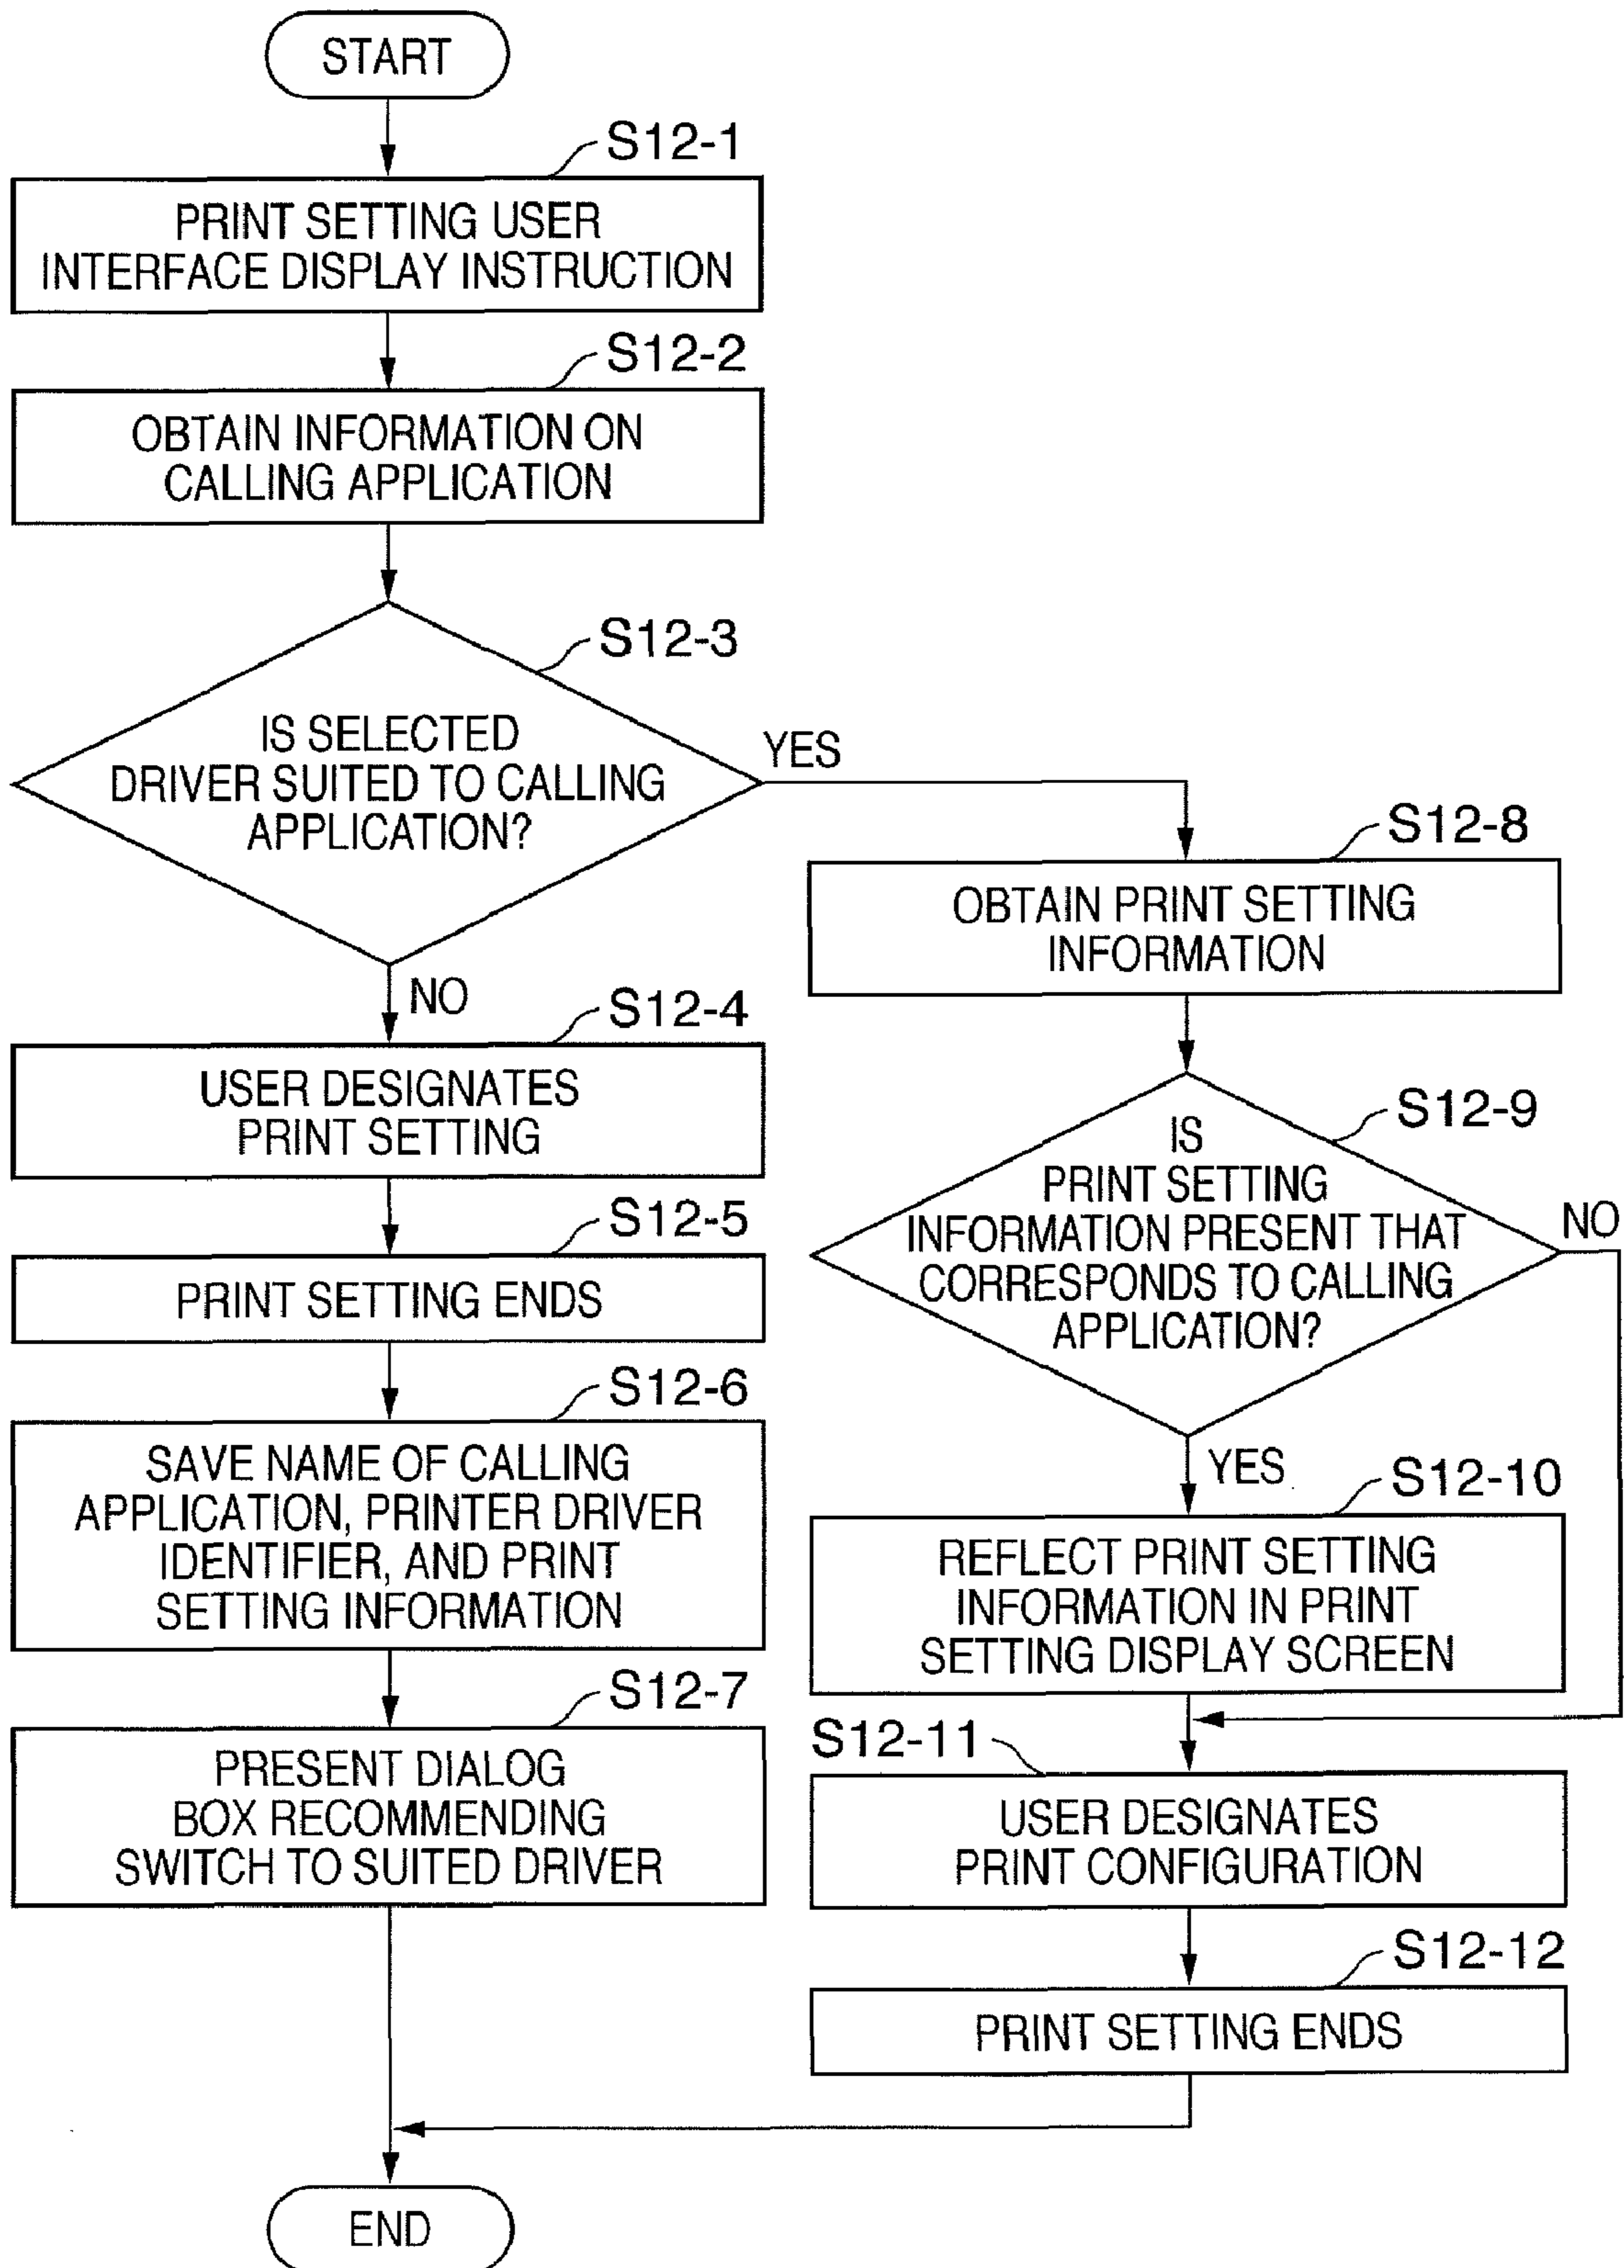 START
S12-1
PRINT SETTING USER
INTERFACE DISPLAY INSTRUCTION
S12-2
OBTAIN INFORMATION ON
CALLING APPLICATION
S12-3
IS SELECTED
DRIVER SUITED TO CALLING
APPLICATION?
YES
NO
S12-4
USER DESIGNATES
PRINT SETTING
S12-5
PRINT SETTING ENDS
S12-6
SAVE NAME OF CALLING
APPLICATION, PRINTER DRIVER
IDENTIFIER, AND PRINT
SETTING INFORMATION
S12-7
PRESENT DIALOG
BOX RECOMMENDING
SWITCH TO SUITED DRIVER
S12-8
OBTAIN PRINT SETTING
INFORMATION
S12-9
IS
PRINT SETTING
INFORMATION PRESENT THAT
CORRESPONDS TO CALLING
APPLICATION?
NO
YES
S12-10
REFLECT PRINT SETTING
INFORMATION IN PRINT
SETTING DISPLAY SCREEN
S12-11
USER DESIGNATES
PRINT CONFIGURATION
S12-12
PRINT SETTING ENDS
END